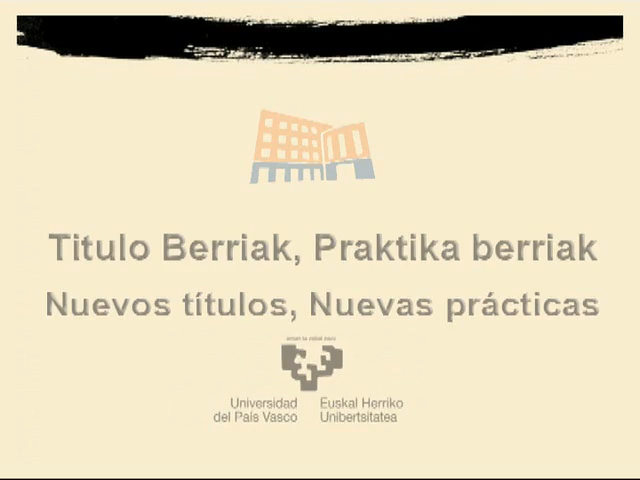 Titulo Berriak, Praktika berriak
Nuevos títulos, Nuevas prácticas
Universidad del País Vasco
Euskal Herriko Unibertsitatea